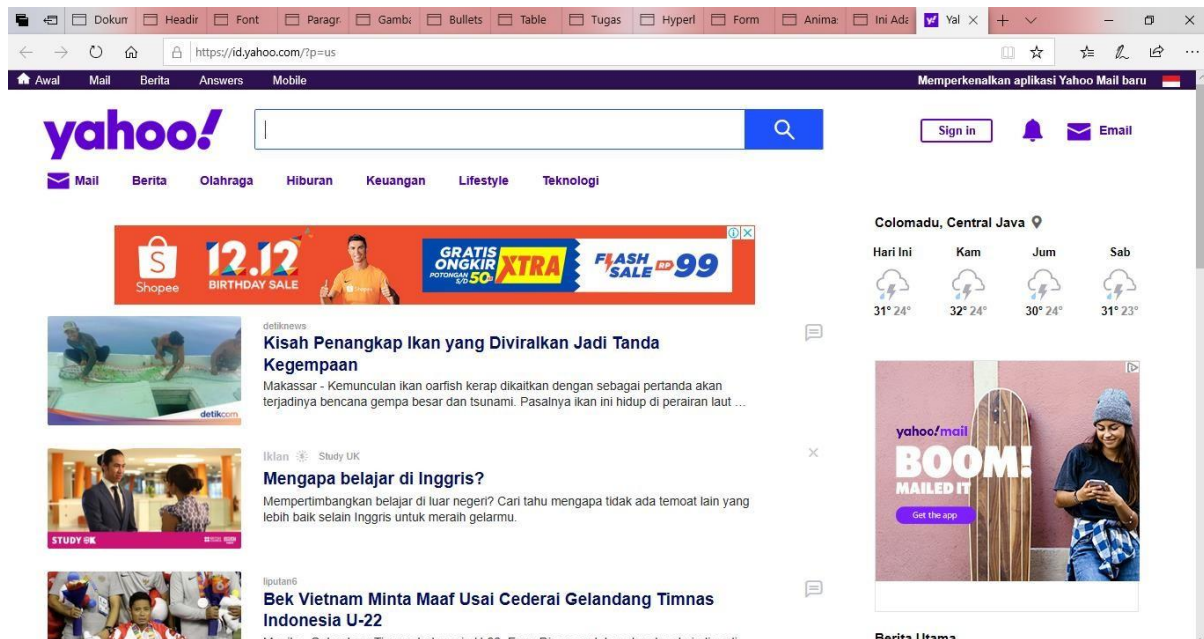 Dokum
Headir
Font
Paragr
Gamba
Bullets
Table
Tugas
Hyperl
Form
Anima
Ini Ada
Yal
https://id.yahoo.com/?p=us
Awal Mail Berita Answers Mobile
Memperkenalkan aplikasi Yahoo Mail baru
yahoo!
Sign in
Email
Mail Berita Olahraga Hiburan Keuangan Lifestyle Teknologi
Shopee
12.12
BIRTHDAY SALE
GRATIS
ONGKIR
POTONGAN
S/D 50%
XTRA
FLASH
SALE
RP 99
Colomadu, Central Java
Hari Ini Kam Jum Sab
31° 24° 32° 24° 30° 24° 31° 23°
detiknews
Kisah Penangkap Ikan yang Diviralkan Jadi Tanda
Kegempaan
Makassar - Kemunculan ikan oarfish kerap dikaitkan dengan sebagai pertanda akan
terjadinya bencana gempa besar dan tsunami. Pasalnya ikan ini hidup di perairan laut ...
detikcom
Iklan Study UK
Mengapa belajar di Inggris?
Mempertimbangkan belajar di luar negeri? Cari tahu mengapa tidak ada temoat lain yang
lebih baik selain Inggris untuk meraih gelarmu.
STUDY UK
liputan6
Bek Vietnam Minta Maaf Usai Cederai Gelandang Timnas
Indonesia U-22
yahoo!mail
BOOM!
MAILED IT
Get the app
Berita Utama